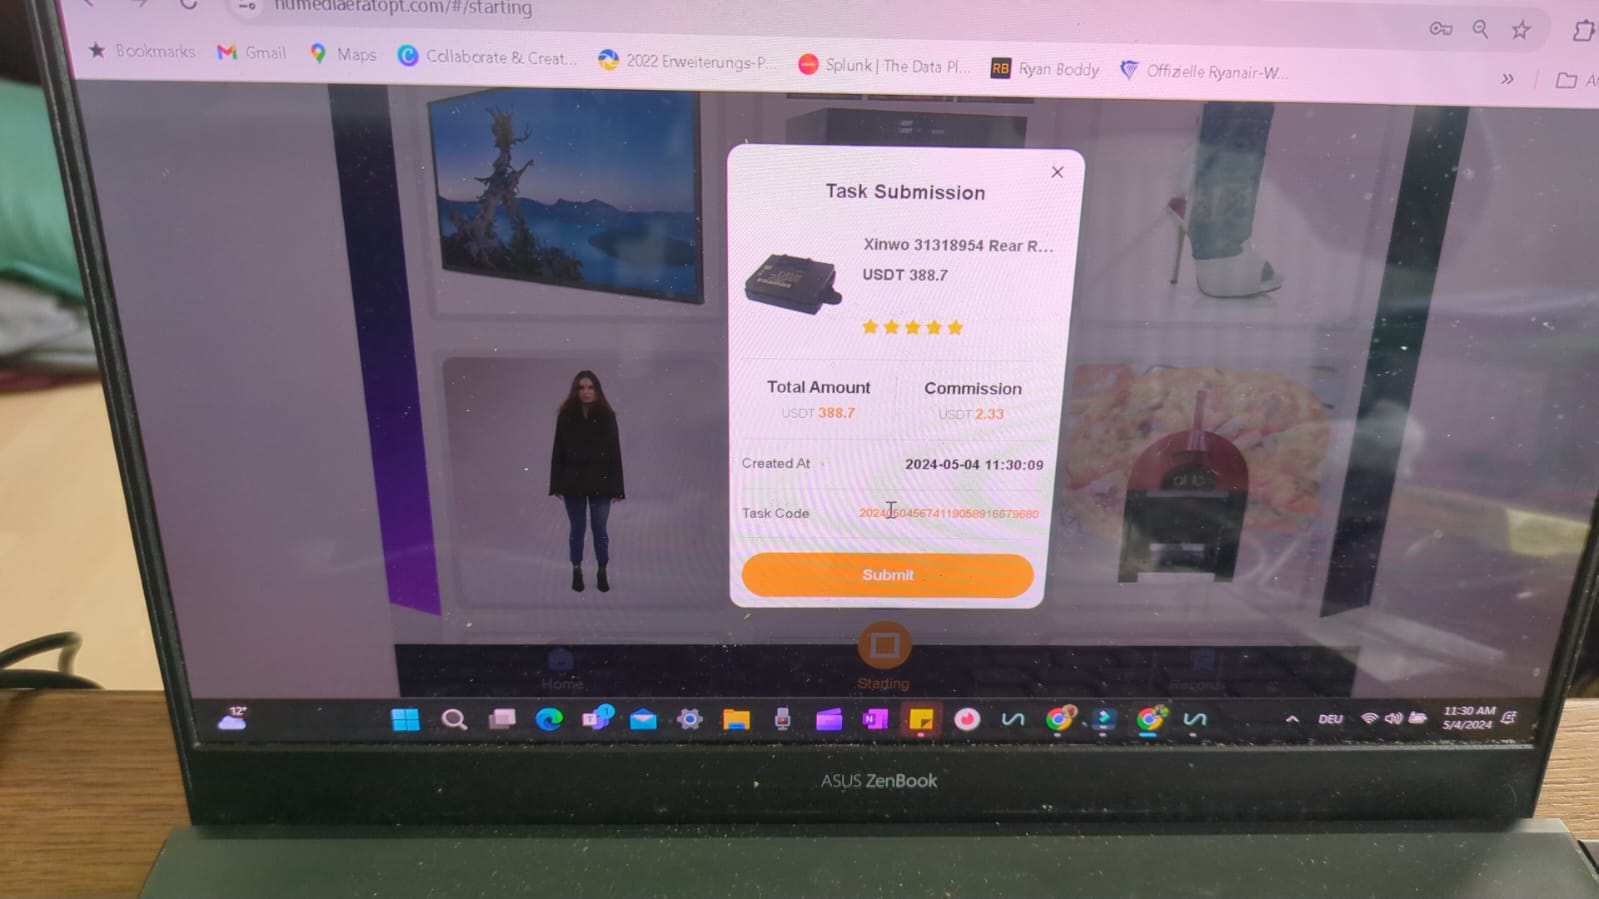 numediaeratopt.com/#/starting
Bookmarks Gmail Maps Collaborate & Creat... 2022 Erweiterungs-P... Splunk | The Data Pl... RB Ryan Boddy Offizielle Ryanair-W... »
Task Submission
Xinwo 31318954 Rear R...
USDT 388.7
Total Amount
Commission
USDT 388.7
USDT 2.33
Created At
2024-05-04 11:30:09
Task Code
Submit
Home
Starting
Records
12°
DEU
11:30 AM
5/4/2024
ASUS ZenBook